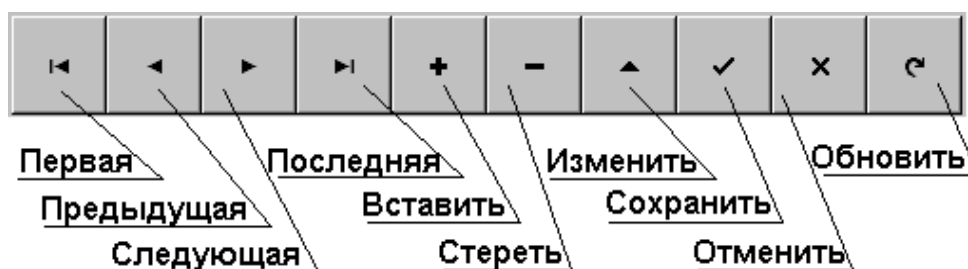 Первая Последняя Изменить Обновить
Предыдущая Вставить Сохранить
Следующая Стереть Отменить